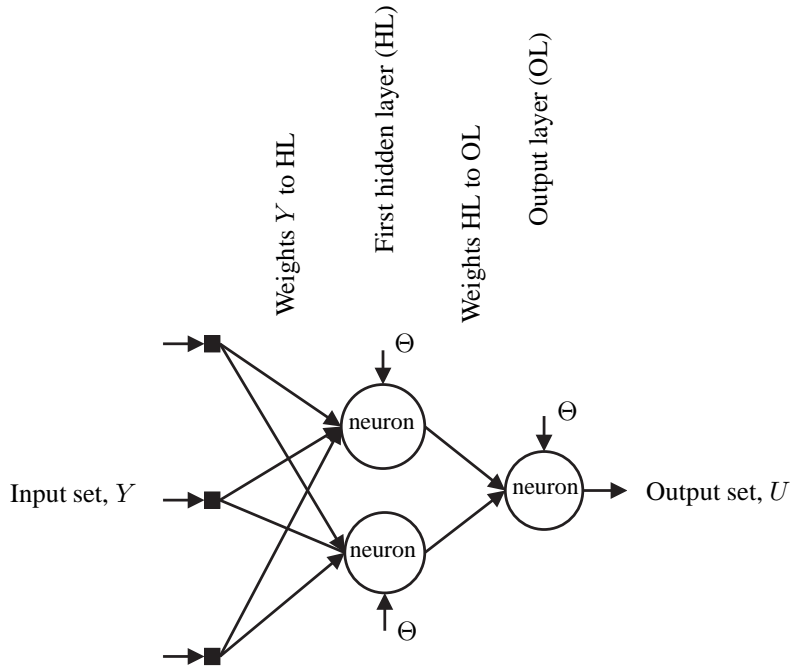 Weights Y to HL
First hidden layer (HL)
Weights HL to OL
Output layer (OL)
Θ
neuron
Θ
Input set, Y
neuron
Output set, U
neuron
Θ